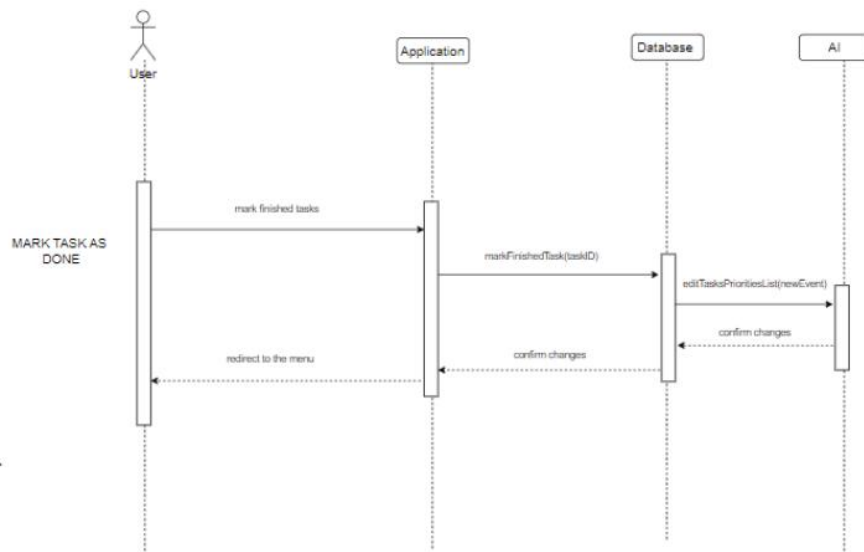 User
Application
Database
AI
mark finished tasks
MARK TASK AS
DONE
markFinishedTask(taskID)
editTasksPrioritiesList(newEvent)
confirm changes
confirm changes
redirect to the menu